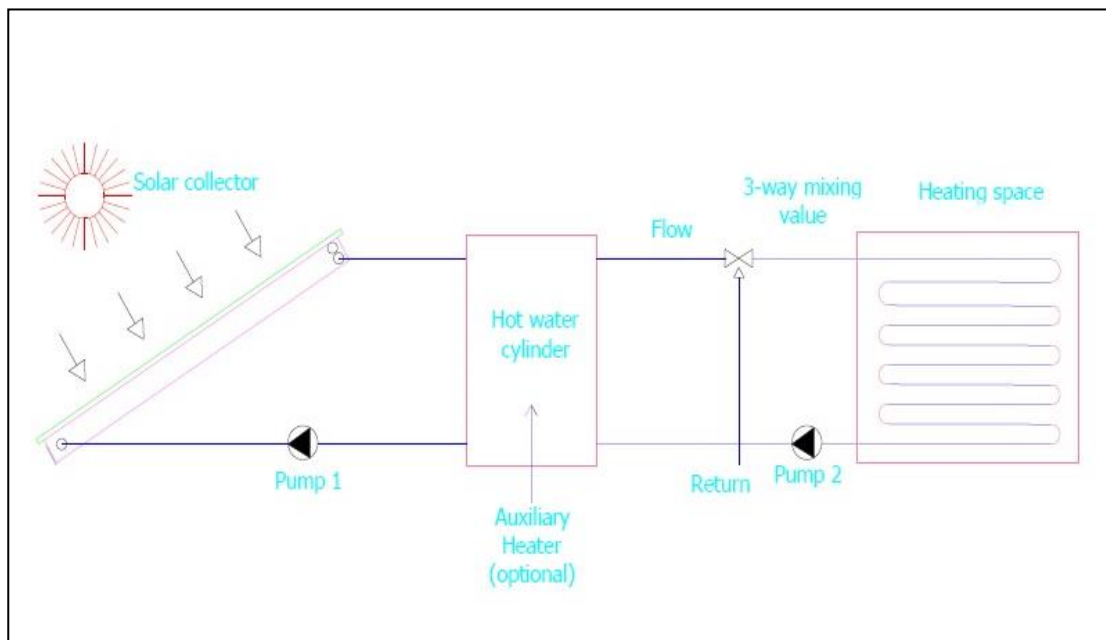 Solar collector
3-way mixing
value
Heating space
Flow
Hot water
cylinder
Pump 1
Return
Pump 2
Auxiliary
Heater
(optional)